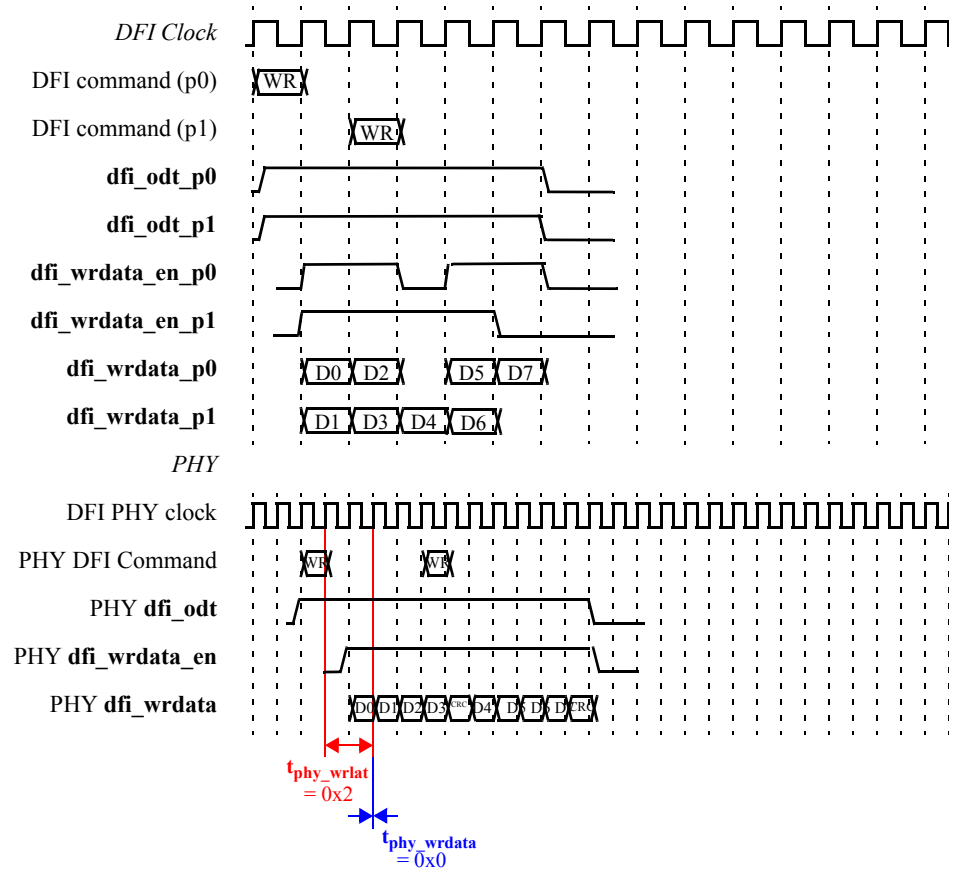 DFI Clock
DFI command (p0) WR
DFI command (p1) WR
dfi_odt_p0
dfi_odt_p1
dfi_wrdata_en_p0
dfi_wrdata_en_p1
dfi_wrdata_p0 D0 D2 D5 D7
dfi_wrdata_p1 D1 D3 D4 D6
PHY
DFI PHY clock
PHY DFI Command WR WR
PHY dfi_odt
PHY dfi_wrdata_en
PHY dfi_wrdata D0 D1 D2 D3 CRC D4 D5 D6 D CRC
tphy_wrlat
= 0x2
tphy_wrdata
= 0x0